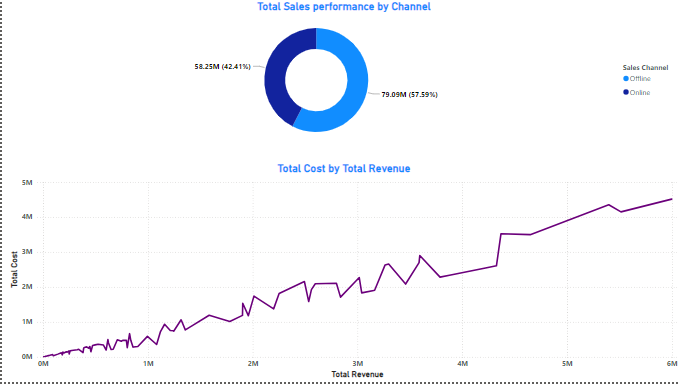 Total Sales performance by Channel
58.25M (42.41%)
79.09M (57.59%)
Sales Channel
Offline
Online
Total Cost by Total Revenue
5M
4M
3M
2M
1M
0M
Total Cost
0M 1M 2M 3M 4M 5M 6M
Total Revenue